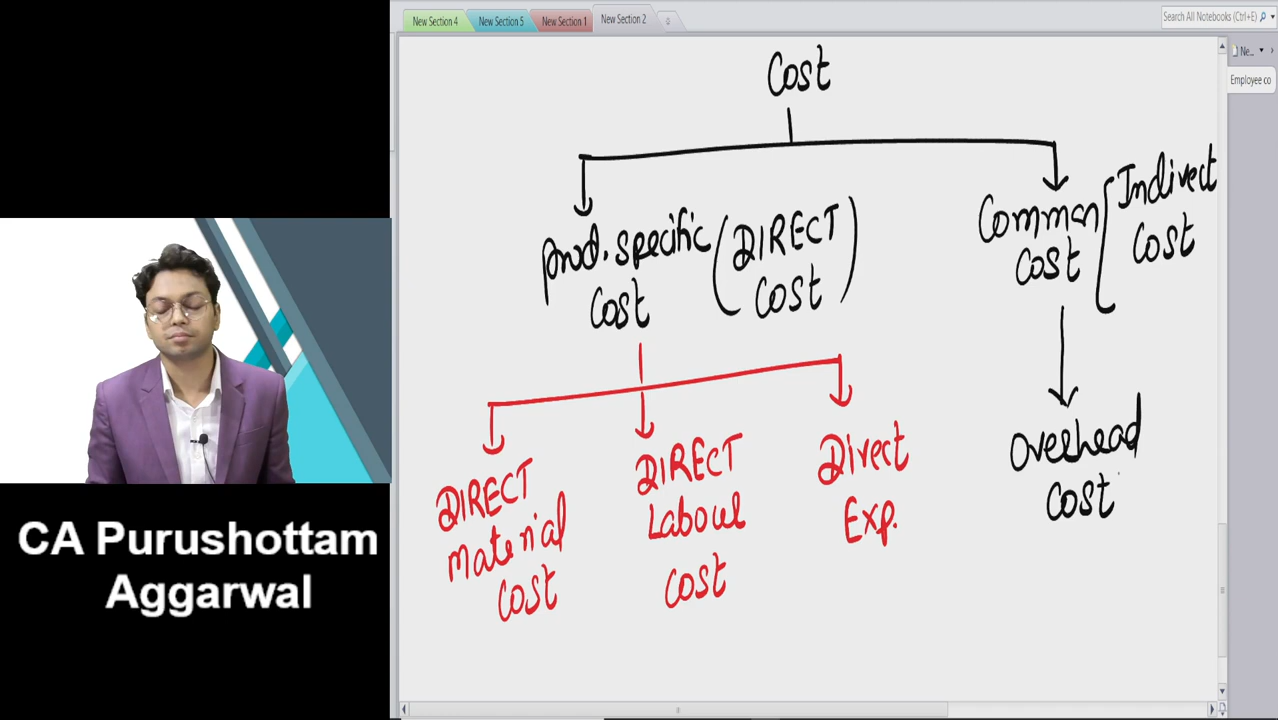 New Section 4
New Section 5
New Section 1
New Section 2
Search All Notebooks (Ctrl+E)
Ne...
Employee co
Cost
Prod. specific (DIRECT
Cost COST)
Common (Indirect
Cost Cost
DIRECT
Material
Cost
DIRECT
Labour
Cost
Direct
Exp.
Overhead
Cost
CA Purushottam
Aggarwal